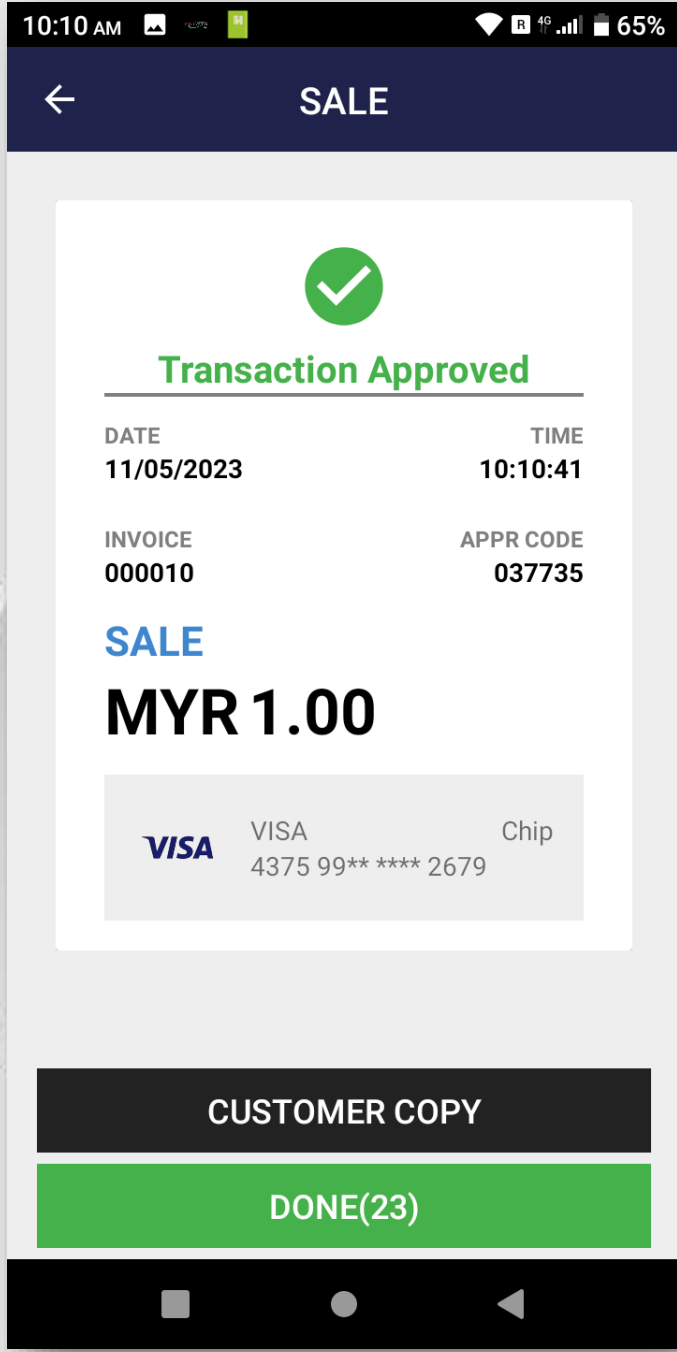 10:10 AM R 4G 65%
SALE
Transaction Approved
DATE TIME
11/05/2023 10:10:41
INVOICE APPR CODE
000010 037735
SALE
MYR 1.00
VISA VISA Chip
4375 99** **** 2679
CUSTOMER COPY
DONE(23)